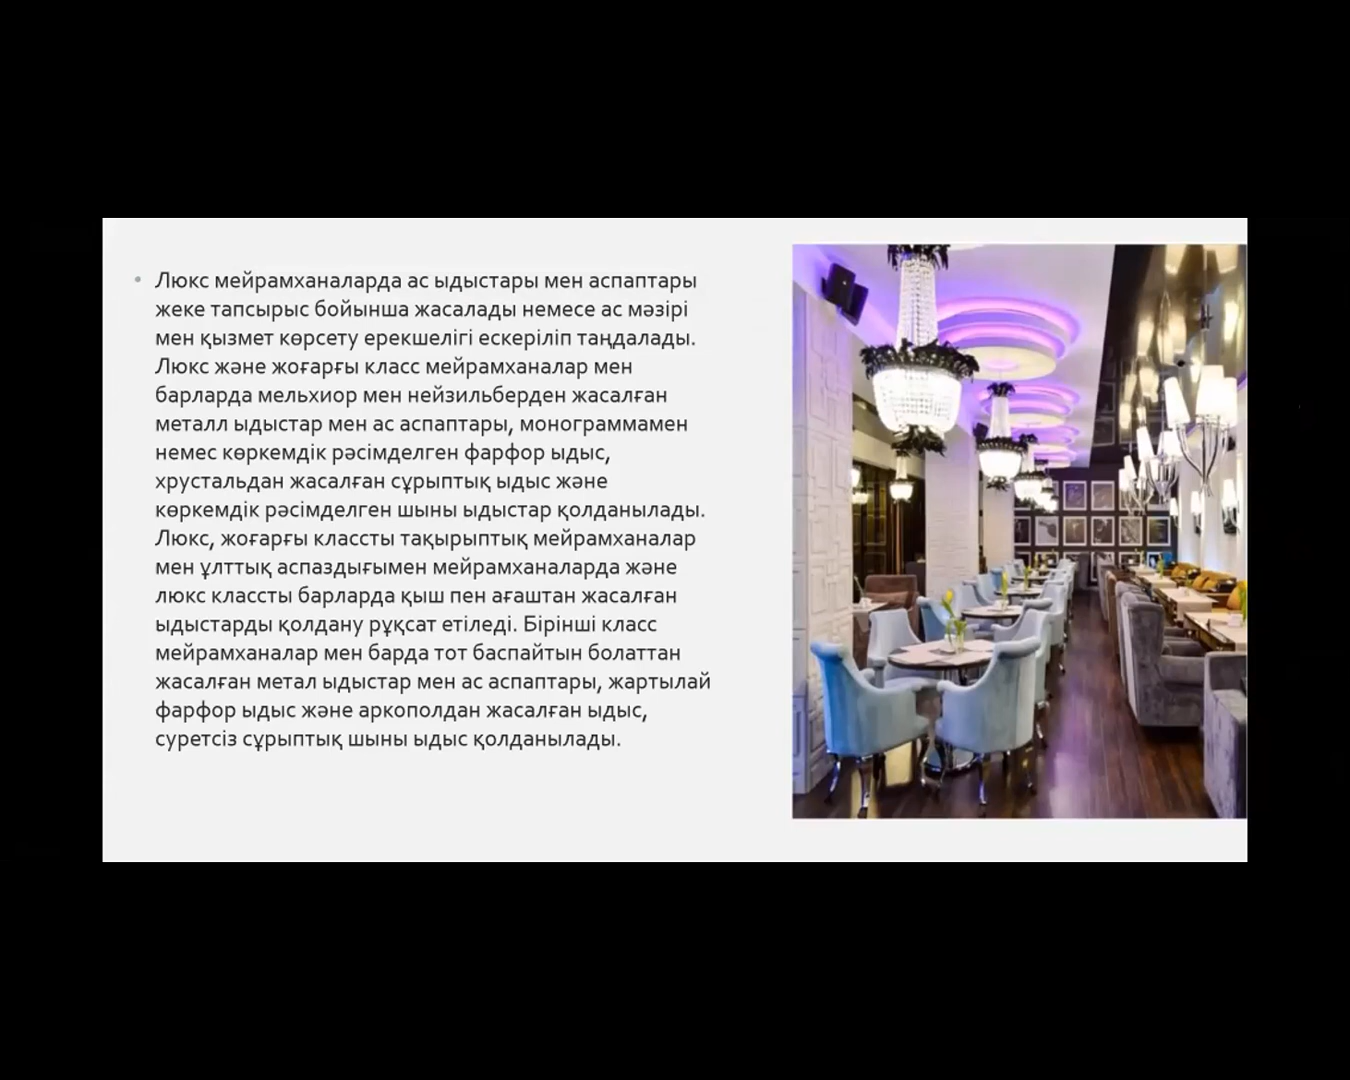 • Люкс мейрамханаларда ас ыдыстары мен аспаптары
жеке тапсырыс бойынша жасалады немесе ас мәзірі
мен қызмет көрсету ерекшелігі ескеріліп таңдалады.
Люкс және жоғарғы класс мейрамханалар мен
барларда мельхиор мен нейзильберден жасалған
металл ыдыстар мен ас аспаптары, монограммамен
немес көркемдік рәсімделген фарфор ыдыс,
хрустальдан жасалған сұрыптық ыдыс және
көркемдік рәсімделген шыны ыдыстар қолданылады.
Люкс, жоғарғы классты тақырыптық мейрамханалар
мен ұлттық аспаздығымен мейрамханаларда және
люкс классты барларда қыш пен ағаштан жасалған
ыдыстарды қолдану рұқсат етіледі. Бірінші класс
мейрамханалар мен барда тот баспайтын болаттан
жасалған метал ыдыстар мен ас аспаптары, жартылай
фарфор ыдыс және аркополдан жасалған ыдыс,
суретсіз сұрыптық шыны ыдыс қолданылады.